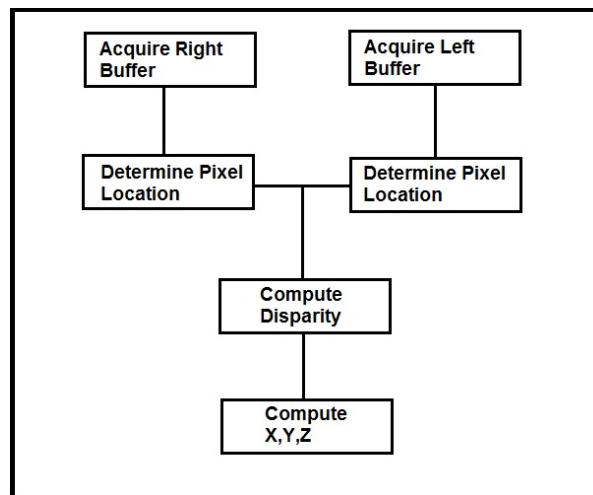 Acquire Right
Buffer
Acquire Left
Buffer
Determine Pixel
Location
Determine Pixel
Location
Compute
Disparity
Compute
X,Y,Z